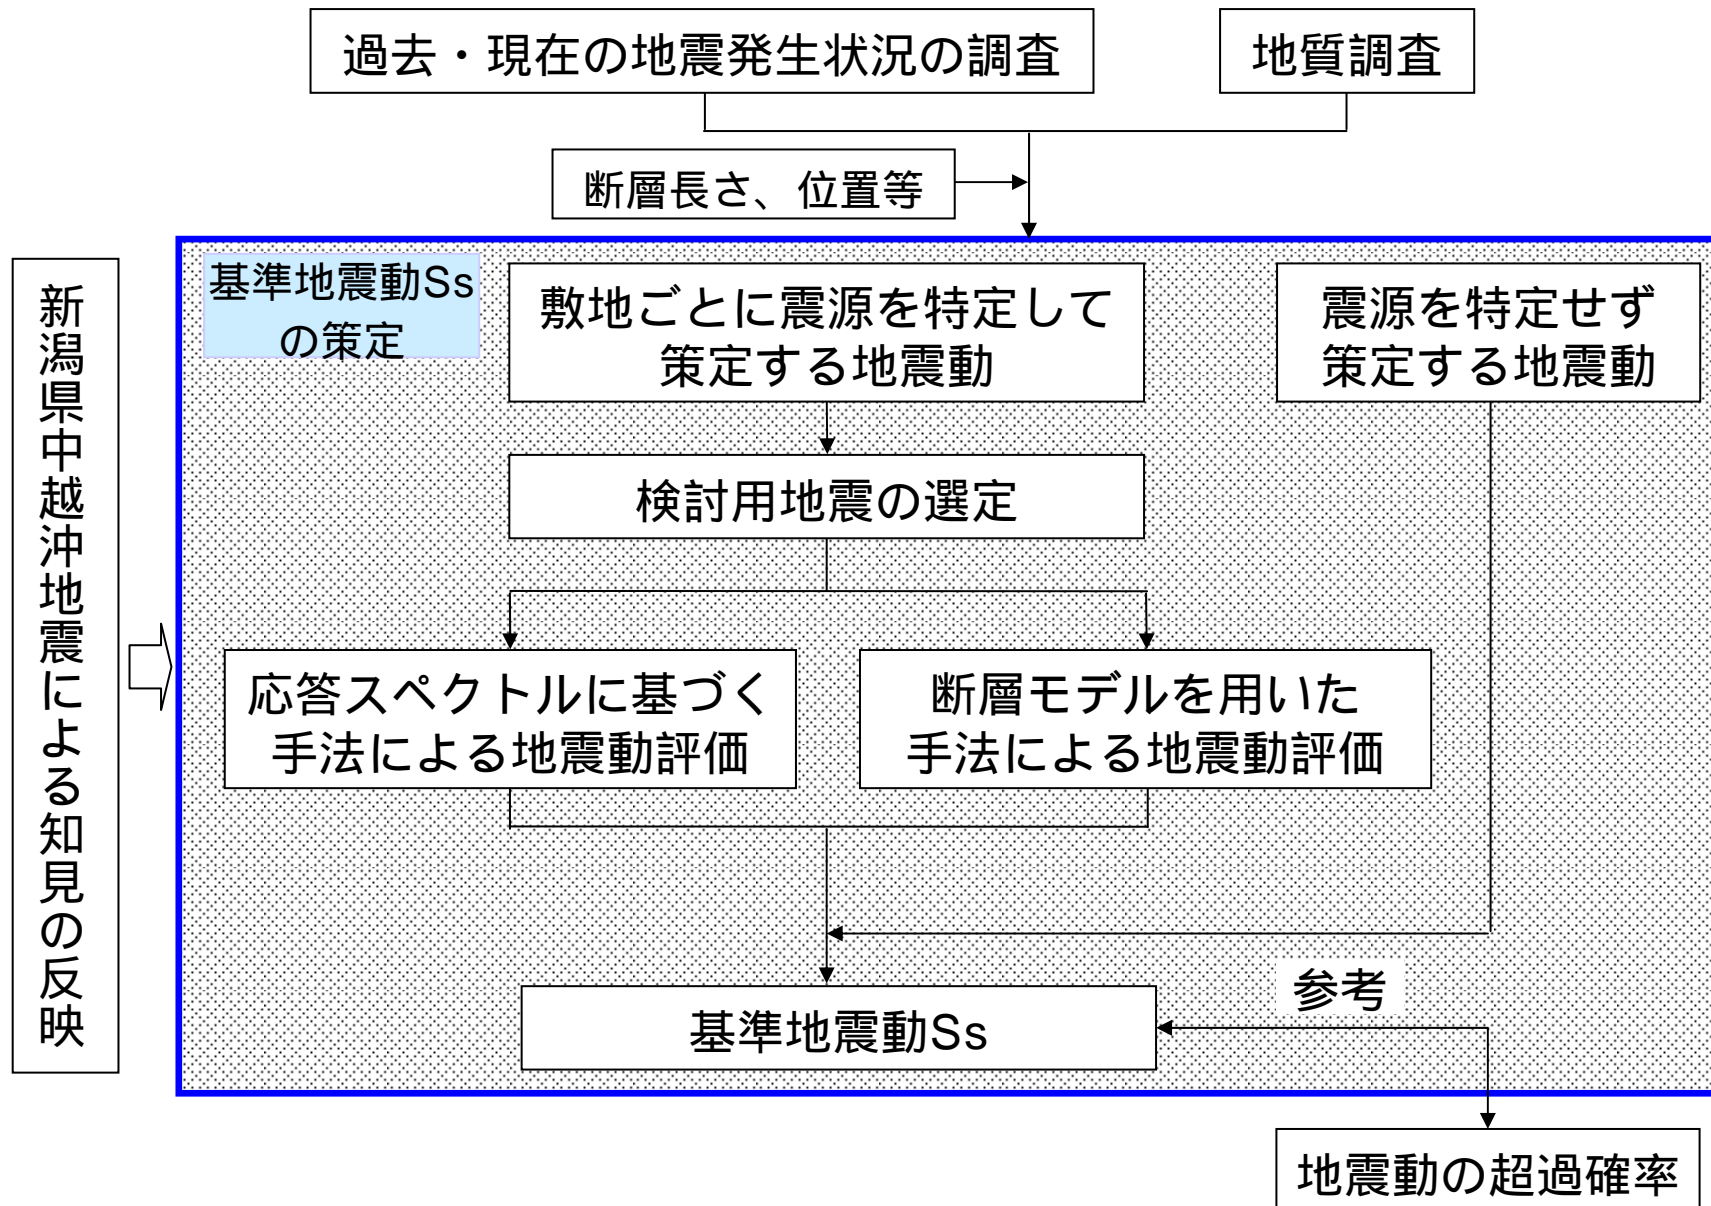 過去・現在の地震発生状況の調査
地質調査
断層長さ、位置等
新潟県中越沖地震による知見の反映
基準地震動Ss
の策定
敷地ごとに震源を特定して
策定する地震動
震源を特定せず
策定する地震動
検討用地震の選定
応答スペクトルに基づく
手法による地震動評価
断層モデルを用いた
手法による地震動評価
参考
基準地震動Ss
地震動の超過確率